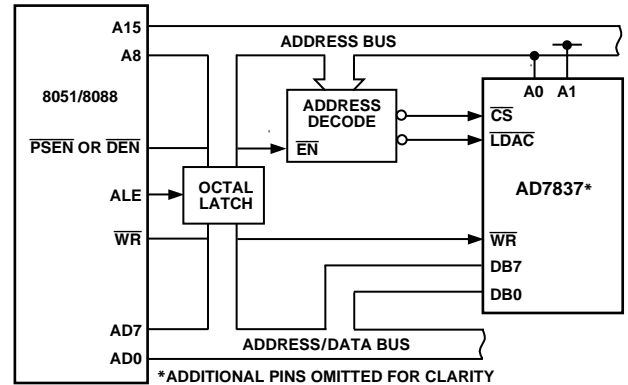 A15
ADDRESS BUS
A8
8051/8088
ADDRESS
DECODE
A0 A1
CS
PSEN OR DEN
EN
LDAC
OCTAL
LATCH
ALE
AD7837*
WR
WR
DB7
DB0
AD7
ADDRESS/DATA BUS
AD0
*ADDITIONAL PINS OMITTED FOR CLARITY